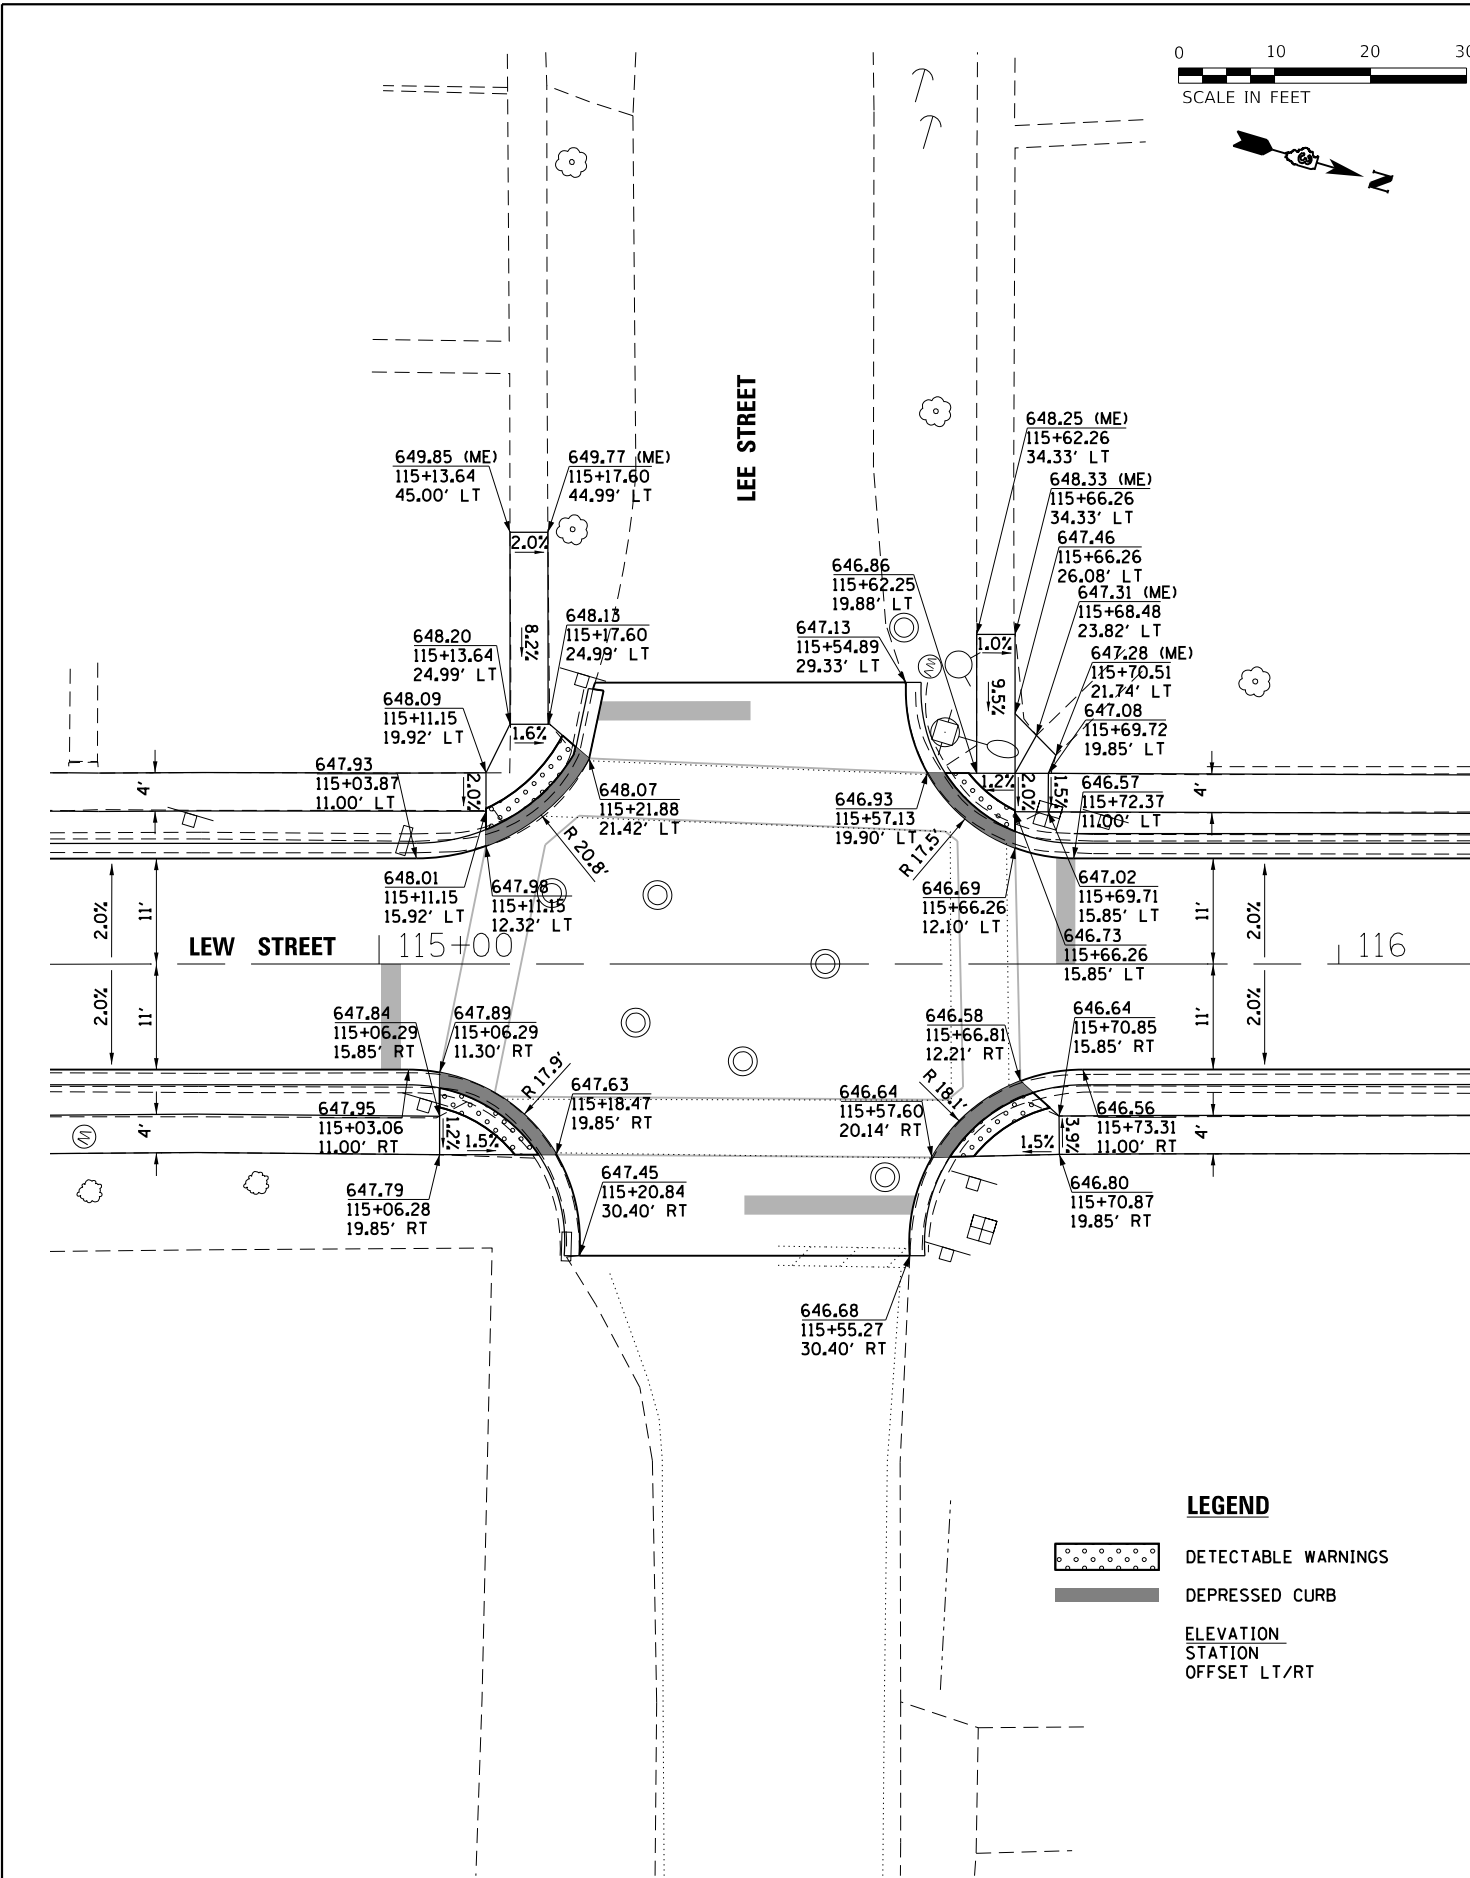 0 10 20 30
SCALE IN FEET
3
N
LEE STREET
648.25 (ME)
115+62.26
34.33' LT
649.85 (ME)
115+13.64
45.00' LT
649.77 (ME)
115+17.60
44.99' LT
648.33 (ME)
115+66.26
34.33' LT
2.0%
647.46
115+66.26
26.08' LT
646.86
115+62.25
19.88' LT
647.31 (ME)
115+68.48
23.82' LT
648.20
115+13.64
24.99' LT
8.2%
648.13
115+17.60
24.99' LT
647.13
115+54.89
29.33' LT
1.0%
647.28 (ME)
115+70.51
21.74' LT
648.09
115+11.15
19.92' LT
9.5%
647.08
115+69.72
19.85' LT
1.6%
647.93
115+03.87
11.00' LT
4'
2.0%
648.07
115+21.88
21.42' LT
646.93
115+57.13
19.90' LT
1.2%
2.0%
1.5%
646.57
115+72.37
11.00' LT
4'
R 20.8'
R 17.5'
648.01
115+11.15
15.92' LT
647.98
115+11.15
12.32' LT
646.69
115+66.26
12.10' LT
647.02
115+69.71
15.85' LT
2.0%
11'
11'
2.0%
LEW STREET
115+00
646.73
115+66.26
15.85' LT
116
2.0%
11'
11'
2.0%
647.84
115+06.29
15.85' RT
647.89
115+06.29
11.30' RT
646.58
115+66.81
12.21' RT
646.64
115+70.85
15.85' RT
R 17.9'
R 18.1'
647.63
115+18.47
19.85' RT
646.64
115+57.60
20.14' RT
W
4'
647.95
115+03.06
11.00' RT
1.2%
1.5%
1.5%
3.9%
646.56
115+73.31
11.00' RT
4'
647.79
115+06.28
19.85' RT
647.45
115+20.84
30.40' RT
646.80
115+70.87
19.85' RT
646.68
115+55.27
30.40' RT
LEGEND
DETECTABLE WARNINGS
DEPRESSED CURB
ELEVATION
STATION
OFFSET LT/RT